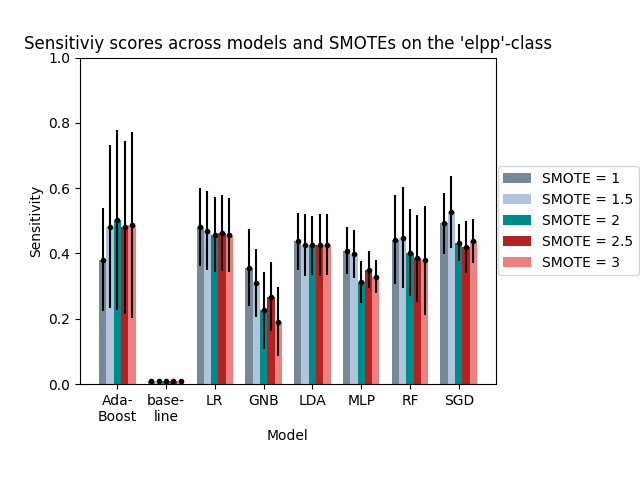 Sensitiviy scores across models and SMOTEs on the 'elpp'-class
1.0
0.8
0.6
0.4
0.2
0.0
Sensitivity
Ada-
Boost
base-
line
LR
GNB
LDA
MLP
RF
SGD
Model
SMOTE = 1
SMOTE = 1.5
SMOTE = 2
SMOTE = 2.5
SMOTE = 3